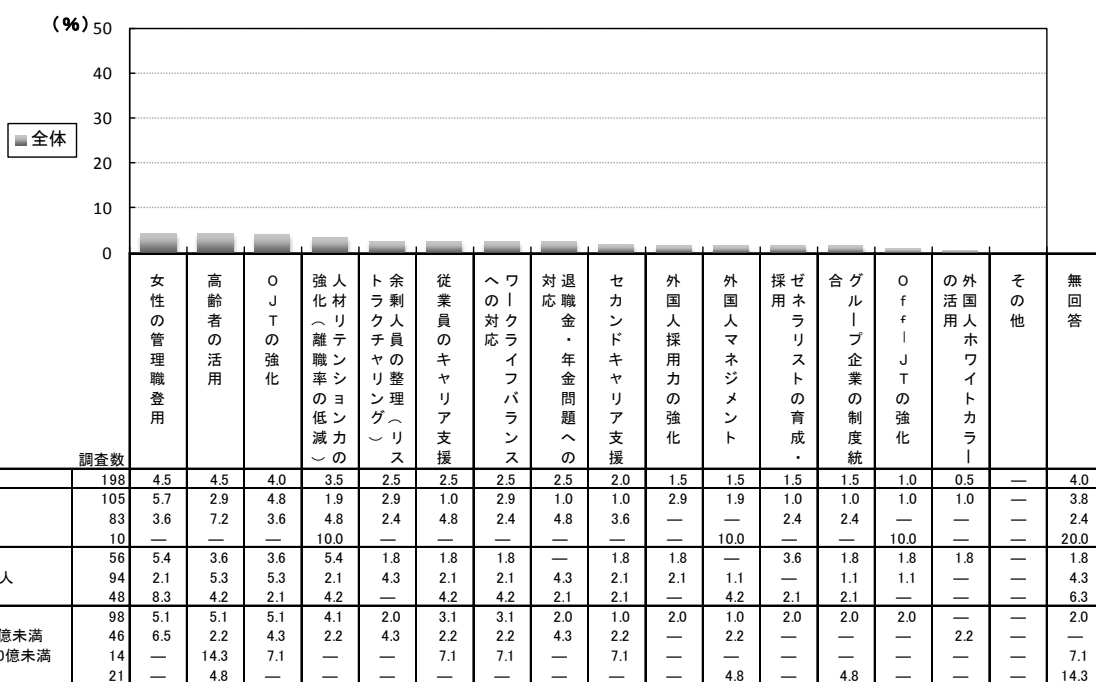 （%）
50
40
30
20
10
0
全体
女性の管理職登用
高齢者の活用
OJTの強化
人材リテンション力の
強化（離職率の低減）
余剰人員の整理（リス
トラクチャリング）
従業員のキャリア支援
ワークライフバランス
への対応
退職金・年金問題への
対応
セカンドキャリア支援
外国人採用力の強化
外国人マネジメント
ゼネラリストの育成・
採用
グループ企業の制度統
合
Off-JTの強化
外国人ホワイトカラー
の活用
その他
無回答
調査数
198 4.5 4.5 4.0 3.5 2.5 2.5 2.5 2.5 2.0 1.5 1.5 1.5 1.5 1.0 0.5 — 4.0
105 5.7 2.9 4.8 1.9 2.9 1.0 2.9 1.0 1.0 2.9 1.9 1.0 1.0 1.0 1.0 — 3.8
83 3.6 7.2 3.6 4.8 2.4 4.8 2.4 4.8 3.6 — — 2.4 2.4 — — — 2.4
10 — — — 10.0 — — — — — — 10.0 — — 10.0 — — 20.0
56 5.4 3.6 3.6 5.4 1.8 1.8 1.8 — 1.8 1.8 — 3.6 1.8 1.8 1.8 — 1.8
人 94 2.1 5.3 5.3 2.1 4.3 2.1 2.1 4.3 2.1 2.1 1.1 — 1.1 1.1 — — 4.3
48 8.3 4.2 2.1 4.2 — 4.2 4.2 2.1 2.1 — 4.2 2.1 2.1 — — — 6.3
98 5.1 5.1 5.1 4.1 2.0 3.1 3.1 2.0 1.0 2.0 1.0 2.0 2.0 2.0 — — 2.0
億未満 46 6.5 2.2 4.3 2.2 4.3 2.2 2.2 4.3 2.2 — 2.2 — — — 2.2 — —
0億未満 14 — 14.3 7.1 — — 7.1 7.1 — 7.1 — — — — — — — 7.1
21 — 4.8 — — — — — — — — 4.8 — 4.8 — — — 14.3